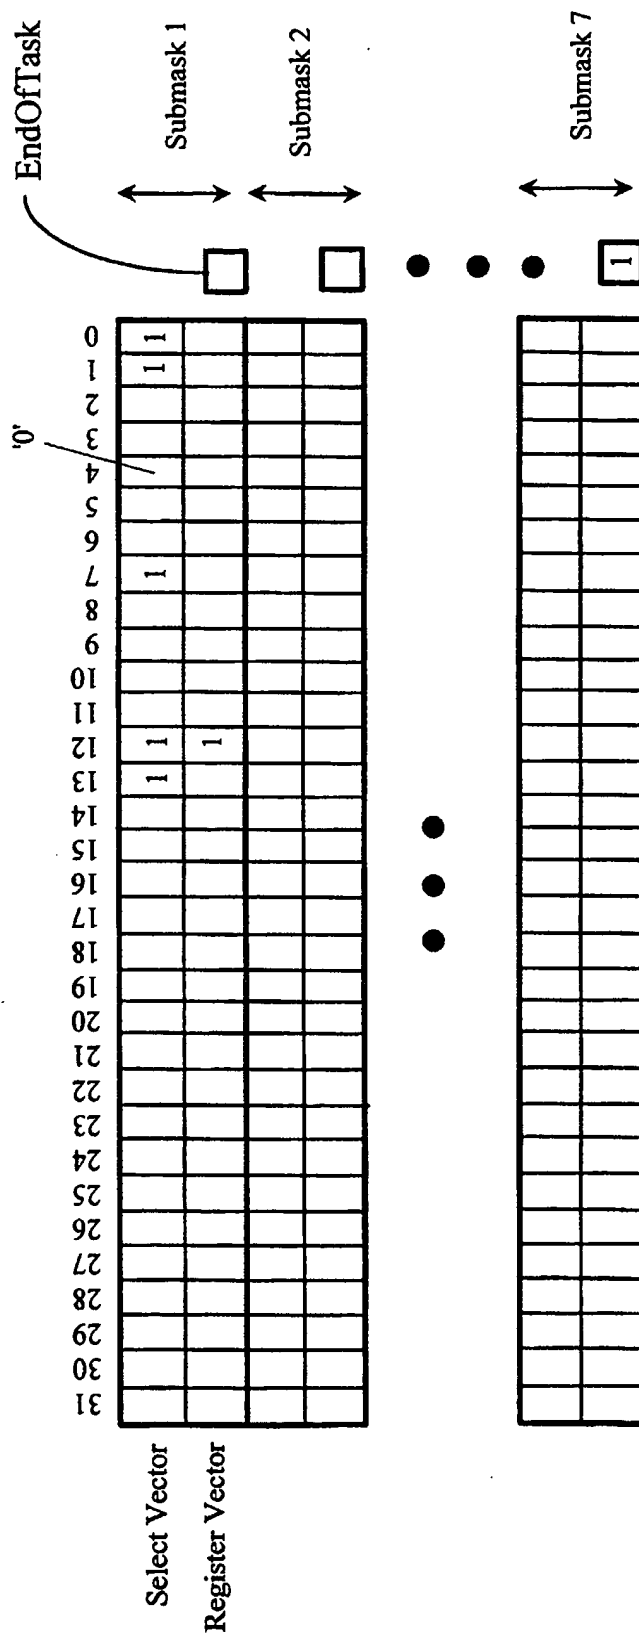 EndOfTask
Submask 1
Submask 2
Submask 7
'0'
31 30 29 28 27 26 25 24 23 22 21 20 19 18 17 16 15 14 13 12 11 10 9 8 7 6 5 4 3 2 1 0
Select Vector 1 1 1 1 1
Register Vector 1
1